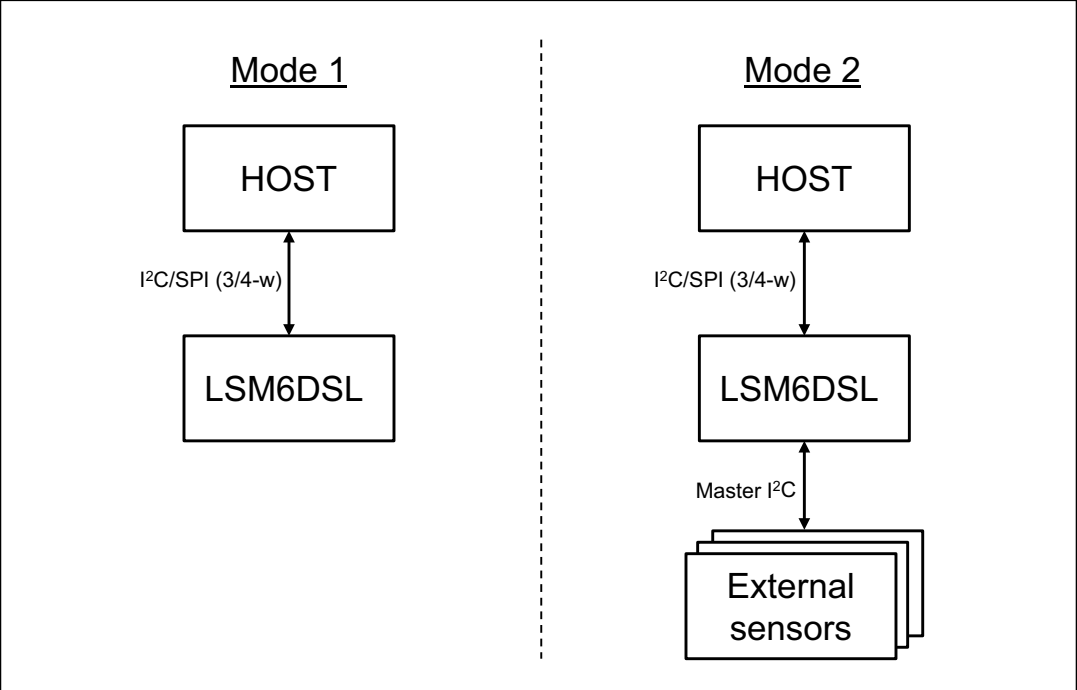 Mode 1
HOST
I²C/SPI (3/4-w)
LSM6DSL
Mode 2
HOST
I²C/SPI (3/4-w)
LSM6DSL
Master I²C
External
sensors